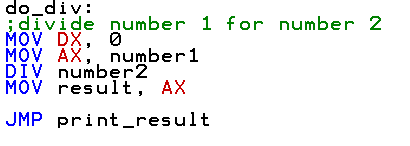 do_div:
;divide number 1 for number 2
MOV DX, 0
MOV AX, number1
DIV number2
MOV result, AX
JMP print_result